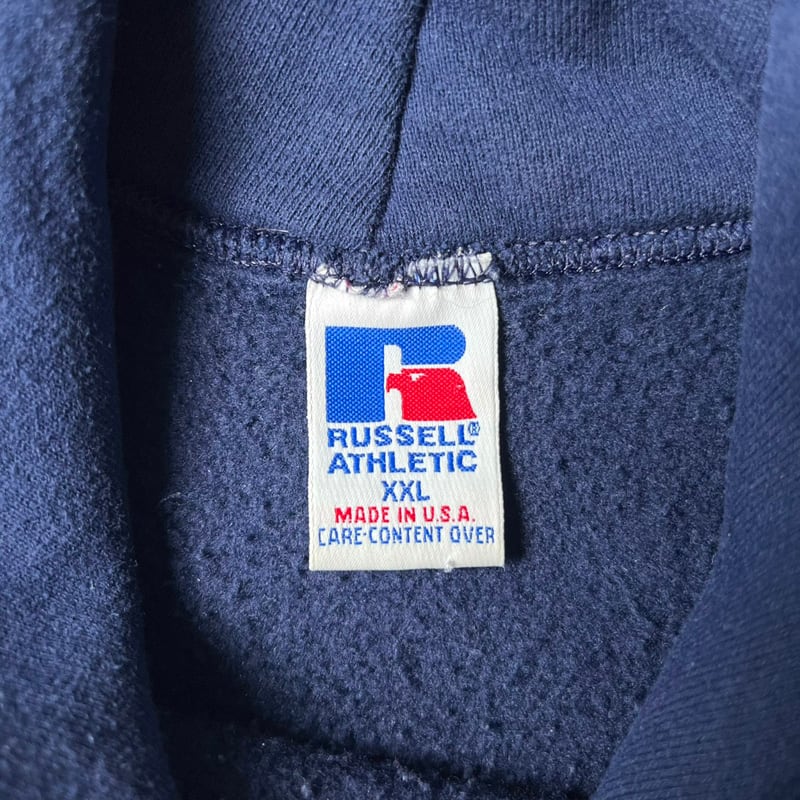 RUSSELL®
ATHLETIC
XXL
MADE IN U.S.A.
CARE-CONTENT OVER